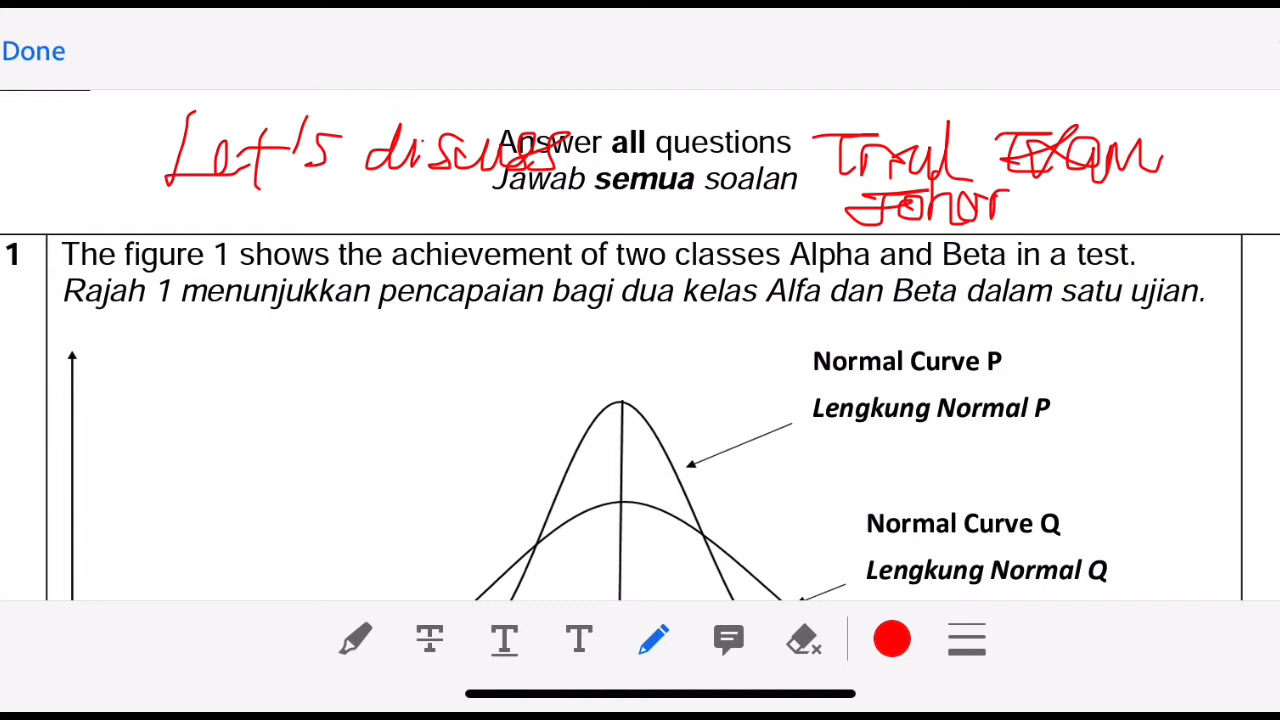 Done
Let's discuss
Answer all questions
Trial Exam
Jawab semua soalan
Johor
1 The figure 1 shows the achievement of two classes Alpha and Beta in a test.
Rajah 1 menunjukkan pencapaian bagi dua kelas Alfa dan Beta dalam satu ujian.
Normal Curve P
Lengkung Normal P
Normal Curve Q
Lengkung Normal Q
T T T